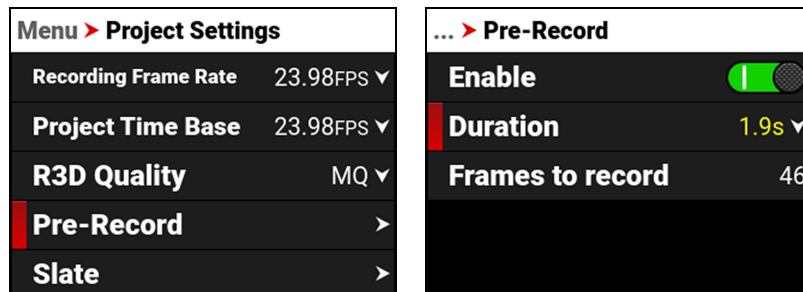 Menu > Project Settings
Recording Frame Rate 23.98FPS
Project Time Base 23.98FPS
R3D Quality MQ
Pre-Record >
Slate >
... > Pre-Record
Enable
Duration 1.9s
Frames to record 46